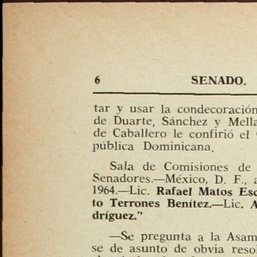 6 SENADO.
tar y usar la condecoración
de Duarte, Sánchez y Mella
de Caballero le confirió el
pública Dominicana.
Sala de Comisiones de
Senadores.—México, D. F., a
1964.—Lic. Rafael Matos Esc
to Terrones Benítez.—Lic. A
dríguez."
—Se pregunta a la Asam
se de asunto de obvia reso